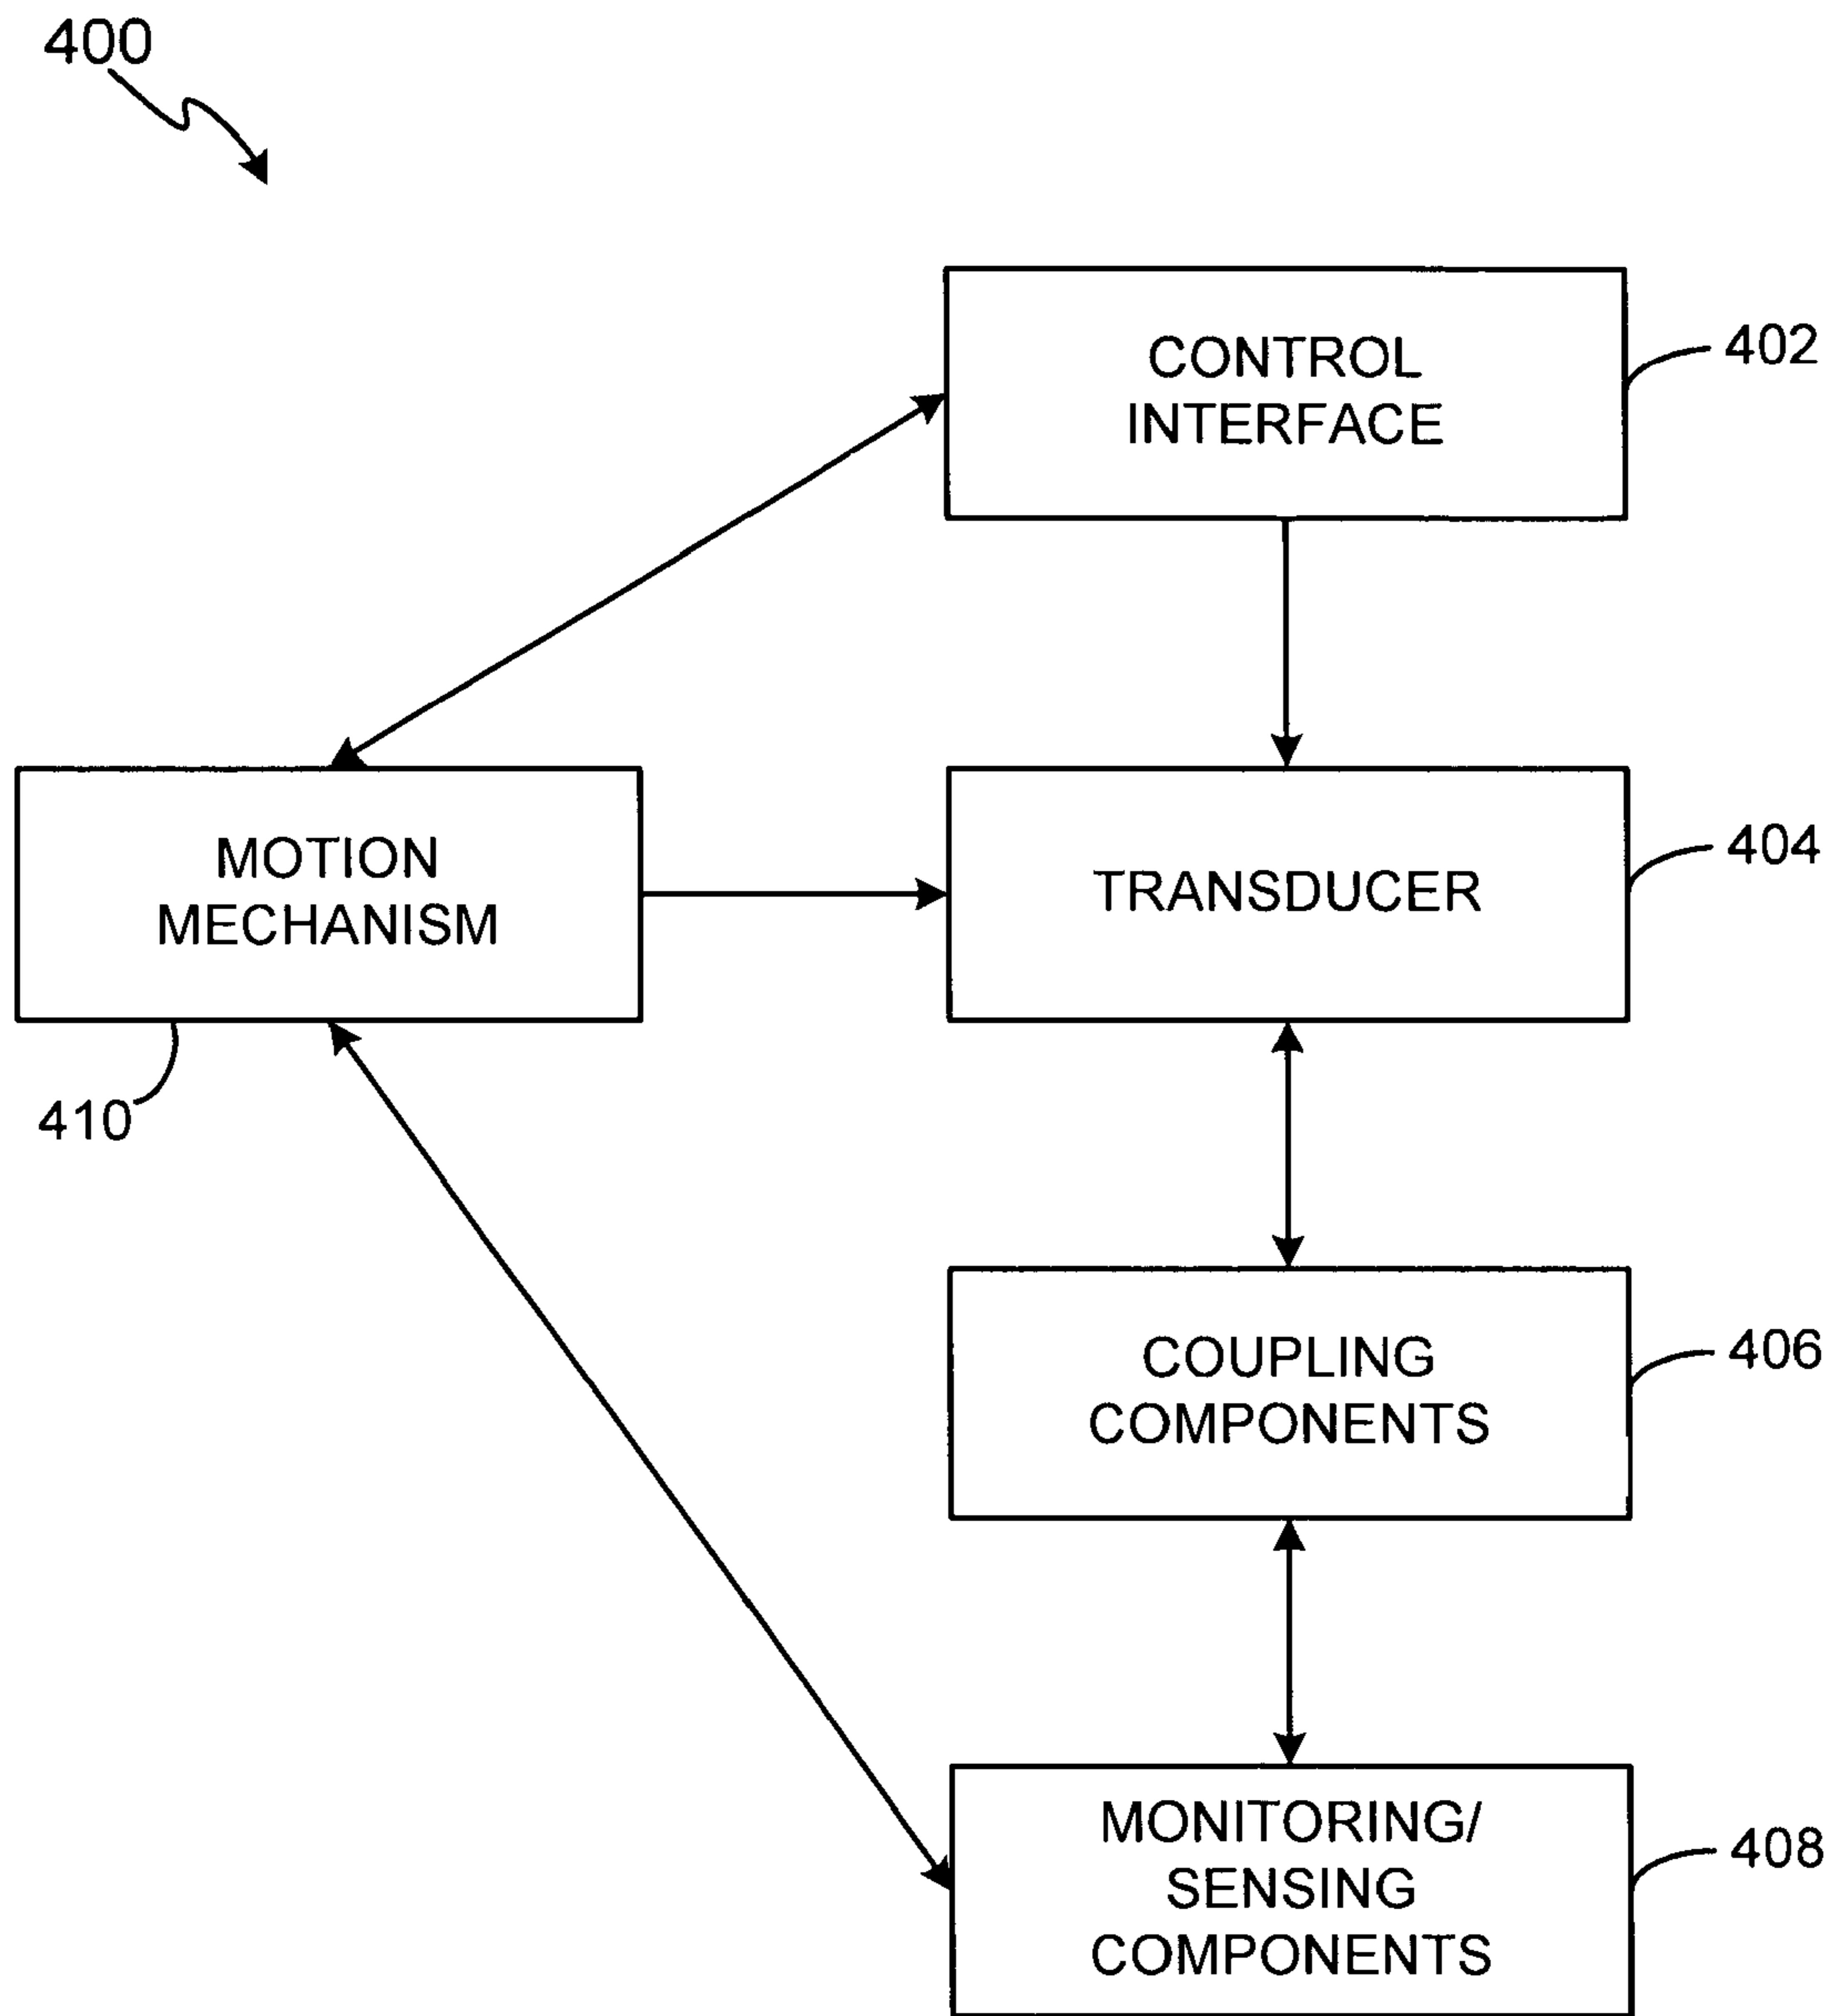 400
CONTROL
INTERFACE
402
MOTION
MECHANISM
410
TRANSDUCER
404
COUPLING
COMPONENTS
406
MONITORING/
SENSING
COMPONENTS
408